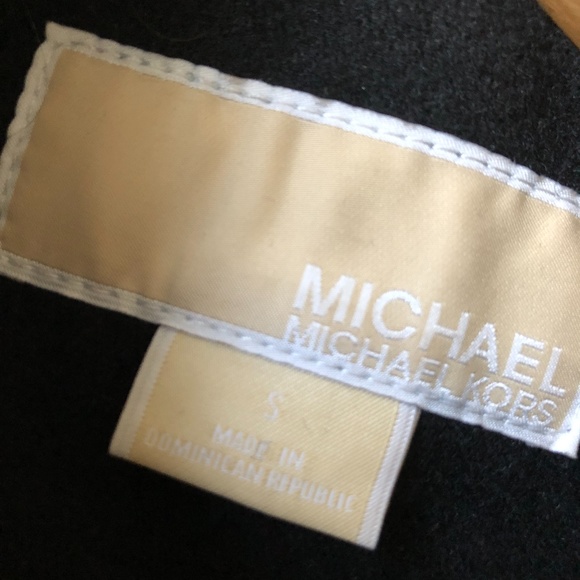 MICHAEL
MICHAEL KORS
S
MADE IN
DOMINICAN REPUBLIC